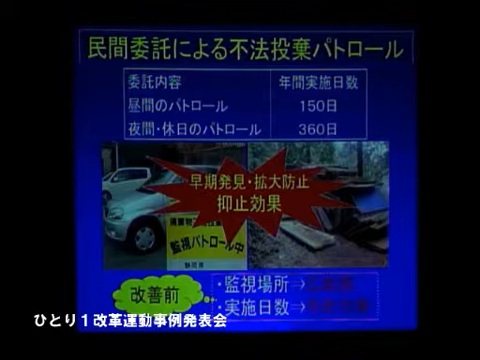 民間委託による不法投棄パトロール
委託内容 年間実施日数
昼間のパトロール 150日
夜間・休日のパトロール 360日
早期発見・拡大防止
抑止効果
監視パトロール中
静岡県
改善前
・監視場所→
・実施日数→
ひとり1改革運動事例発表会